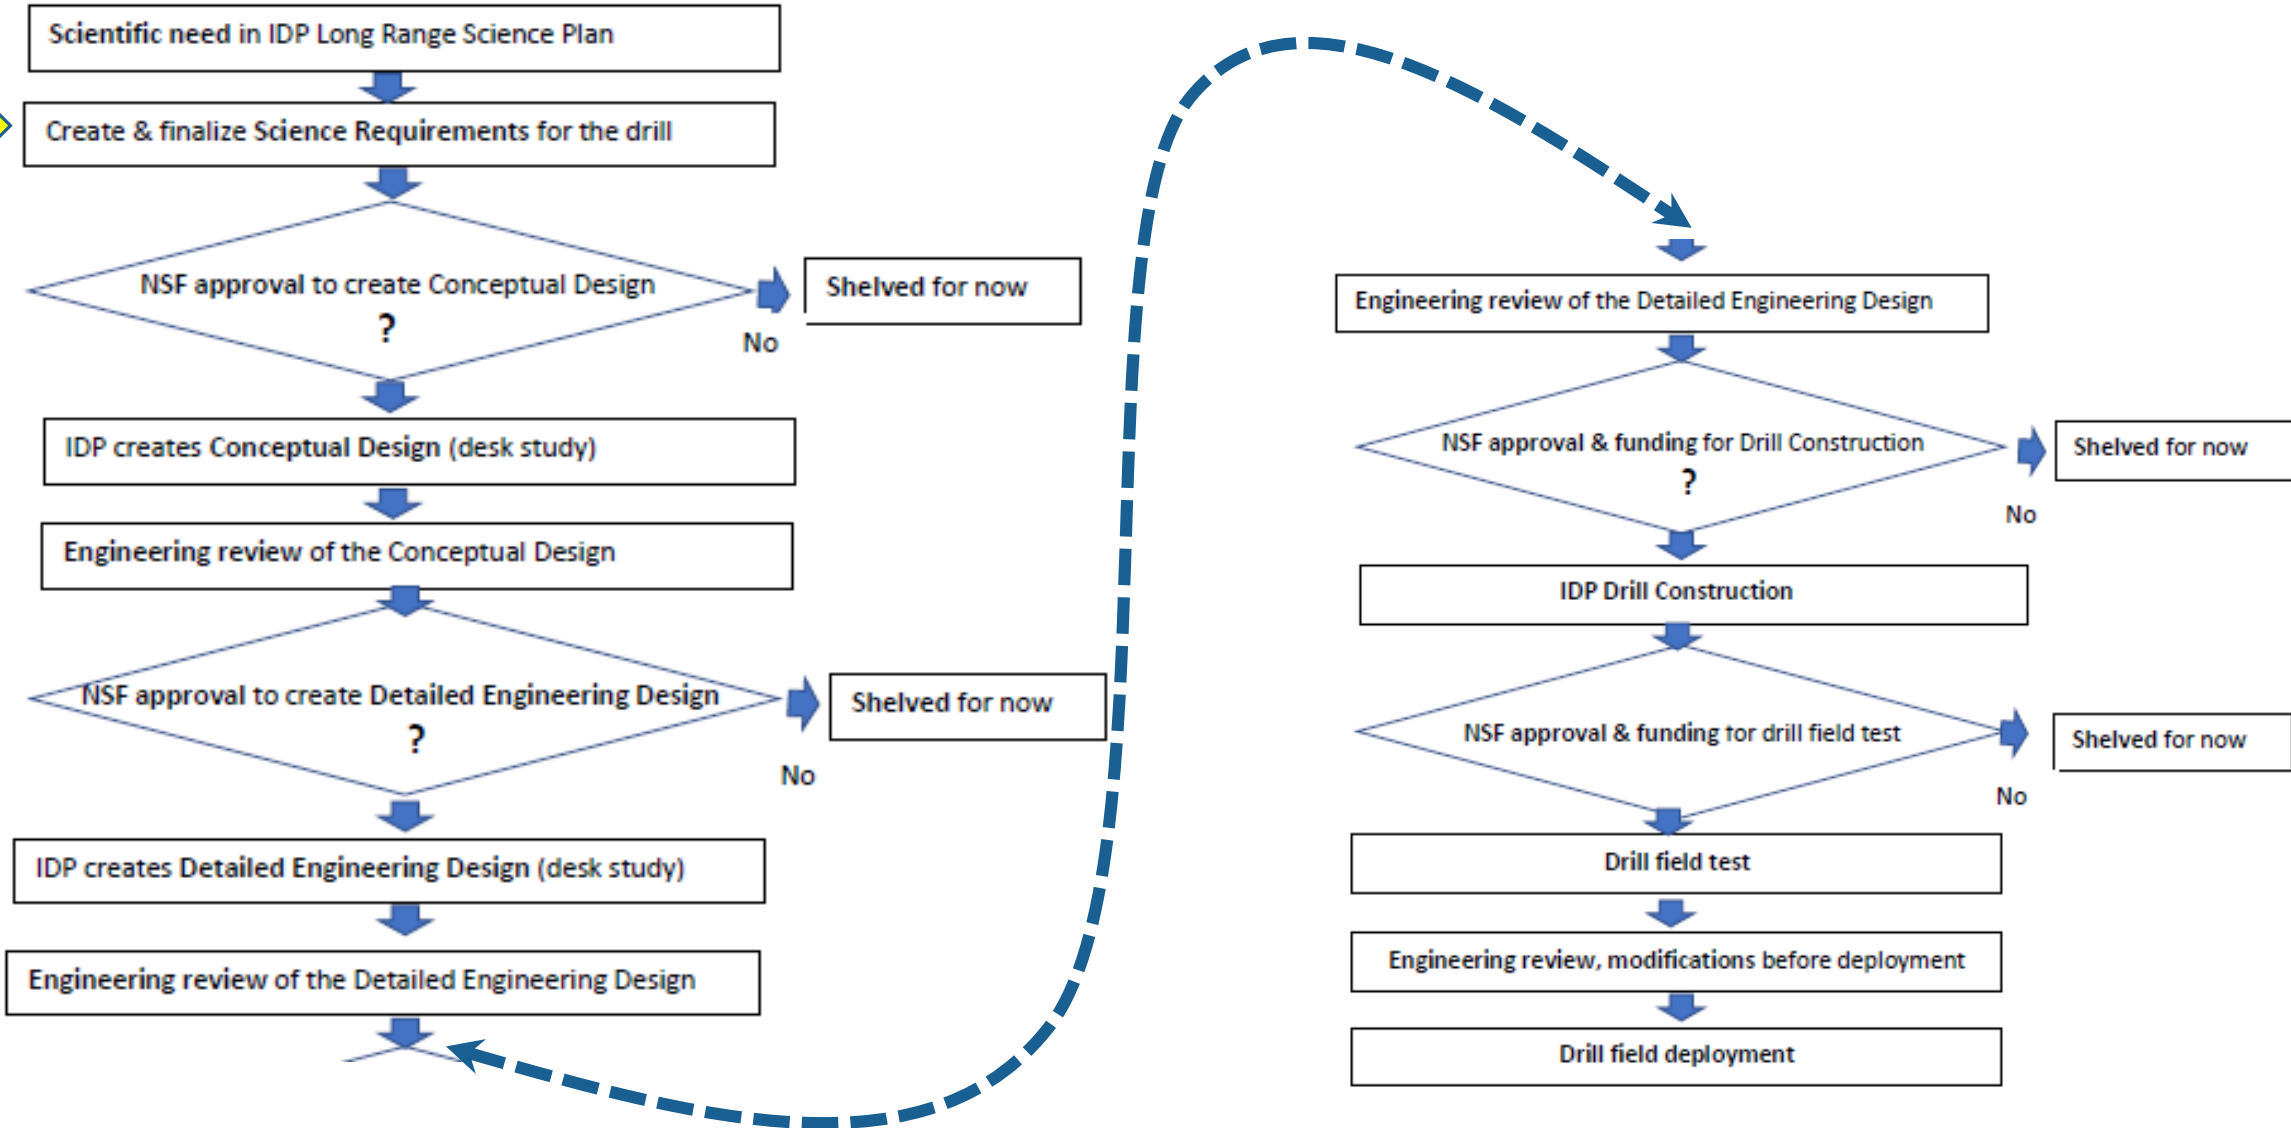 Scientific need in IDP Long Range Science Plan
Create & finalize Science Requirements for the drill
NSF approval to create Conceptual Design
?
No
Shelved for now
IDP creates Conceptual Design (desk study)
Engineering review of the Conceptual Design
NSF approval to create Detailed Engineering Design
?
No
Shelved for now
IDP creates Detailed Engineering Design (desk study)
Engineering review of the Detailed Engineering Design
Engineering review of the Detailed Engineering Design
NSF approval & funding for Drill Construction
?
No
Shelved for now
IDP Drill Construction
NSF approval & funding for drill field test
No
Shelved for now
Drill field test
Engineering review, modifications before deployment
Drill field deployment